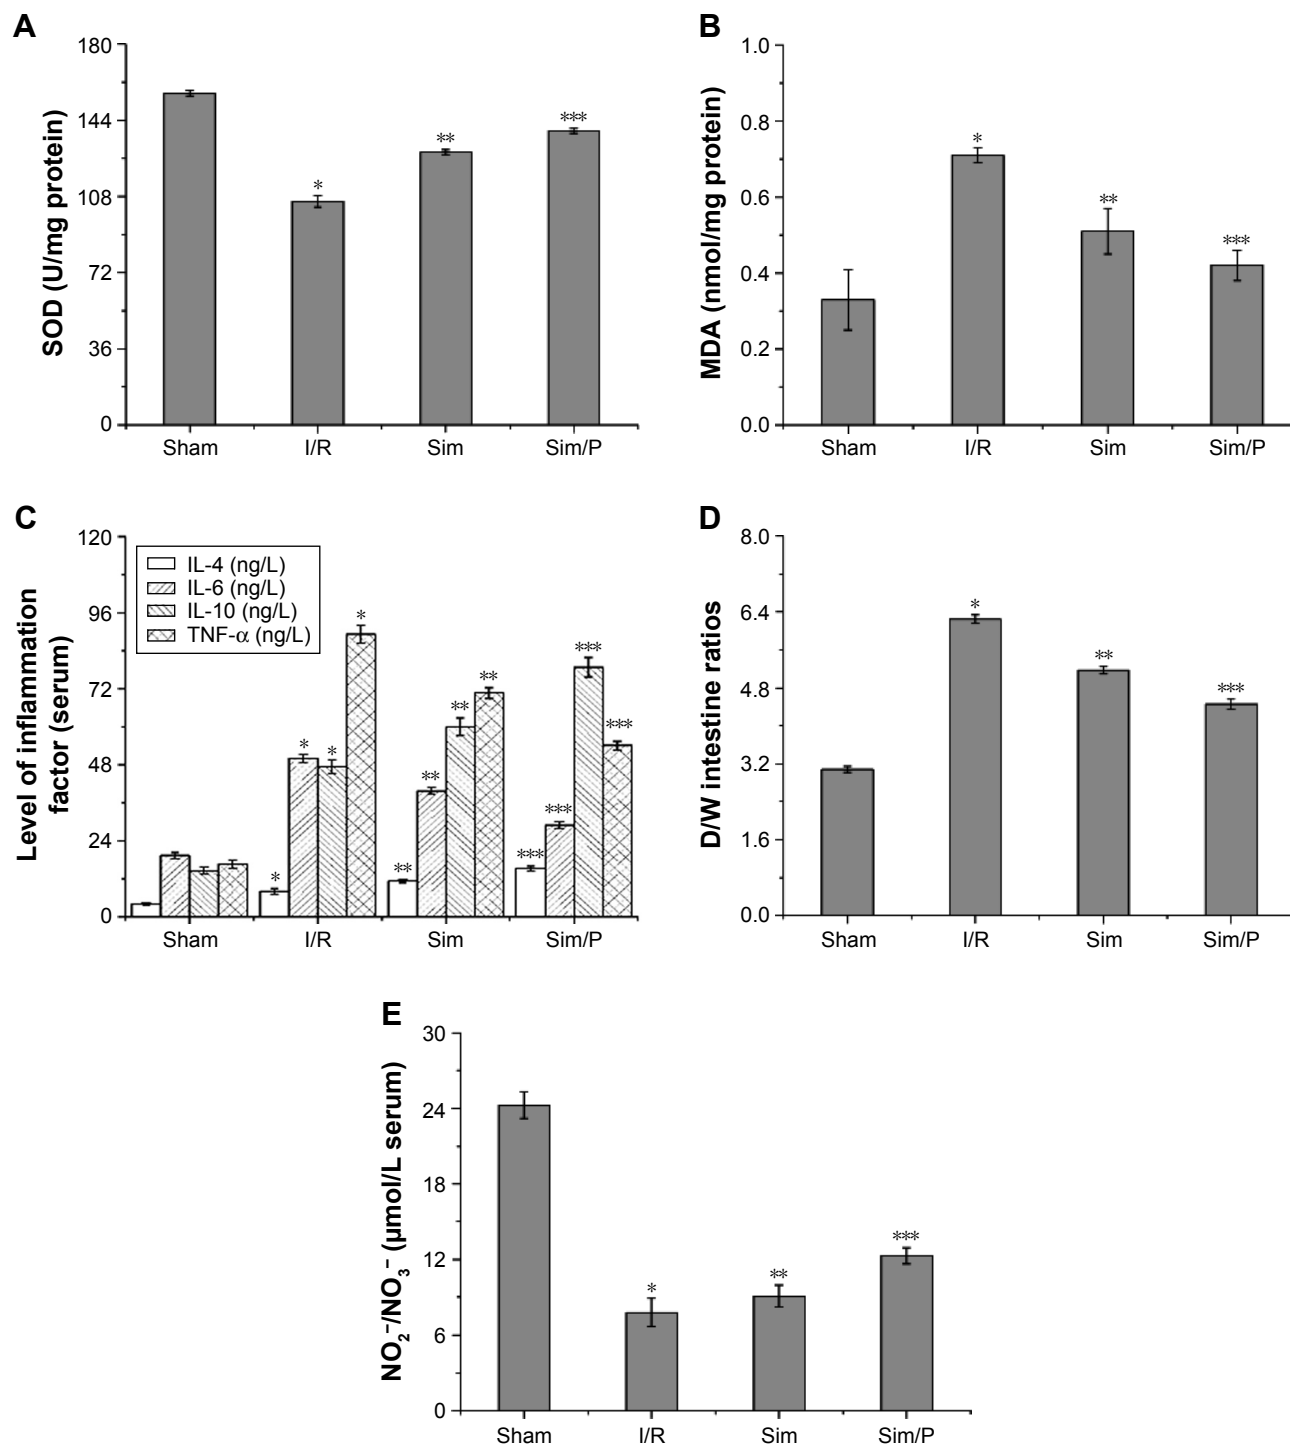 A
SOD (U/mg protein)
180
144
108
72
36
0
*
**
***
Sham I/R Sim Sim/P
B
MDA (nmol/mg protein)
1.0
0.8
0.6
0.4
0.2
0.0
*
**
***
Sham I/R Sim Sim/P
C
Level of inflammation
factor (serum)
120
96
72
48
24
0
IL-4 (ng/L)
IL-6 (ng/L)
IL-10 (ng/L)
TNF-α (ng/L)
* * * *
** ** ** **
*** *** *** ***
Sham I/R Sim Sim/P
D
D/W intestine ratios
8.0
6.4
4.8
3.2
1.6
0.0
*
**
***
Sham I/R Sim Sim/P
E
NO₂⁻/NO₃⁻ (µmol/L serum)
30
24
18
12
6
0
*
**
***
Sham I/R Sim Sim/P